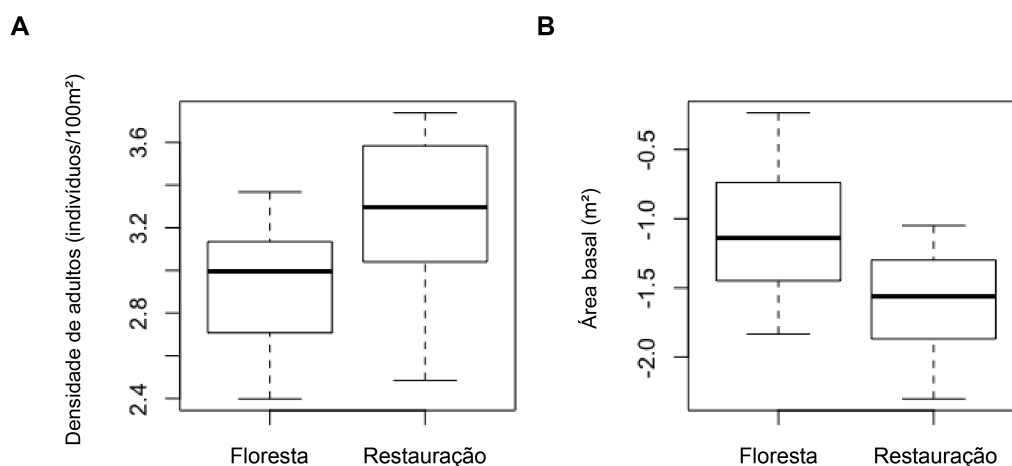 A
Densidade de adultos (indivíduos/100m²)
3.6
3.2
2.8
2.4
Floresta
Restauração
B
Área basal (m²)
-0.5
-1.0
-1.5
-2.0
Floresta
Restauração